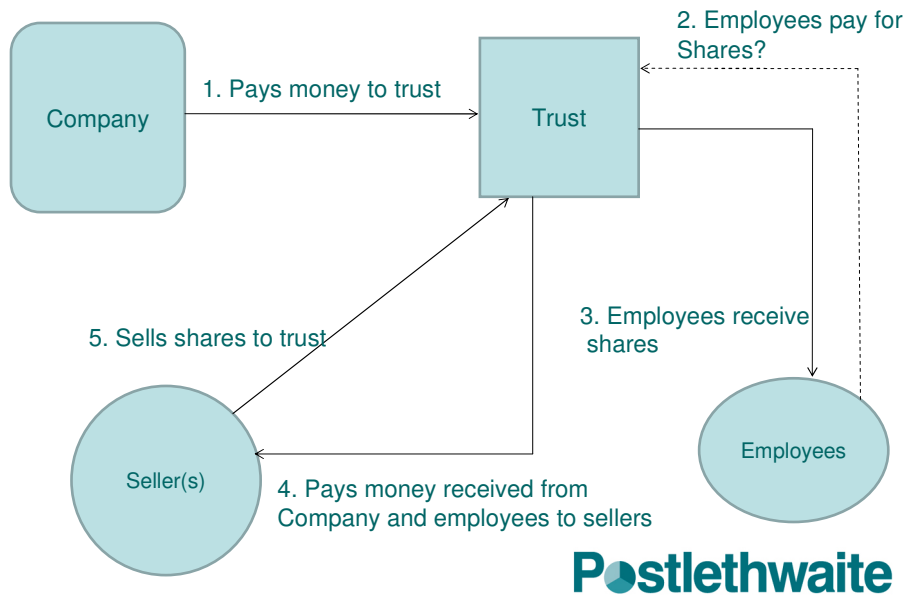 2. Employees pay for
Shares?
1. Pays money to trust
Company
Trust
3. Employees receive
shares
5. Sells shares to trust
Employees
Seller(s)
4. Pays money received from
Company and employees to sellers
Postlethwaite